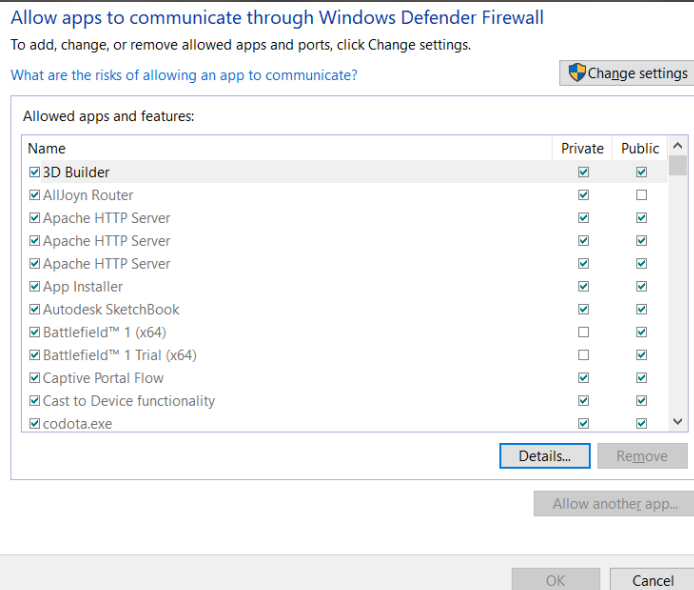 Allow apps to communicate through Windows Defender Firewall
To add, change, or remove allowed apps and ports, click Change settings.
What are the risks of allowing an app to communicate?
Change settings
Allowed apps and features:
Name Private Public
3D Builder
AllJoyn Router
Apache HTTP Server
Apache HTTP Server
Apache HTTP Server
App Installer
Autodesk SketchBook
Battlefield™ 1 (x64)
Battlefield™ 1 Trial (x64)
Captive Portal Flow
Cast to Device functionality
codota.exe
Details... Remove
Allow another app...
OK Cancel